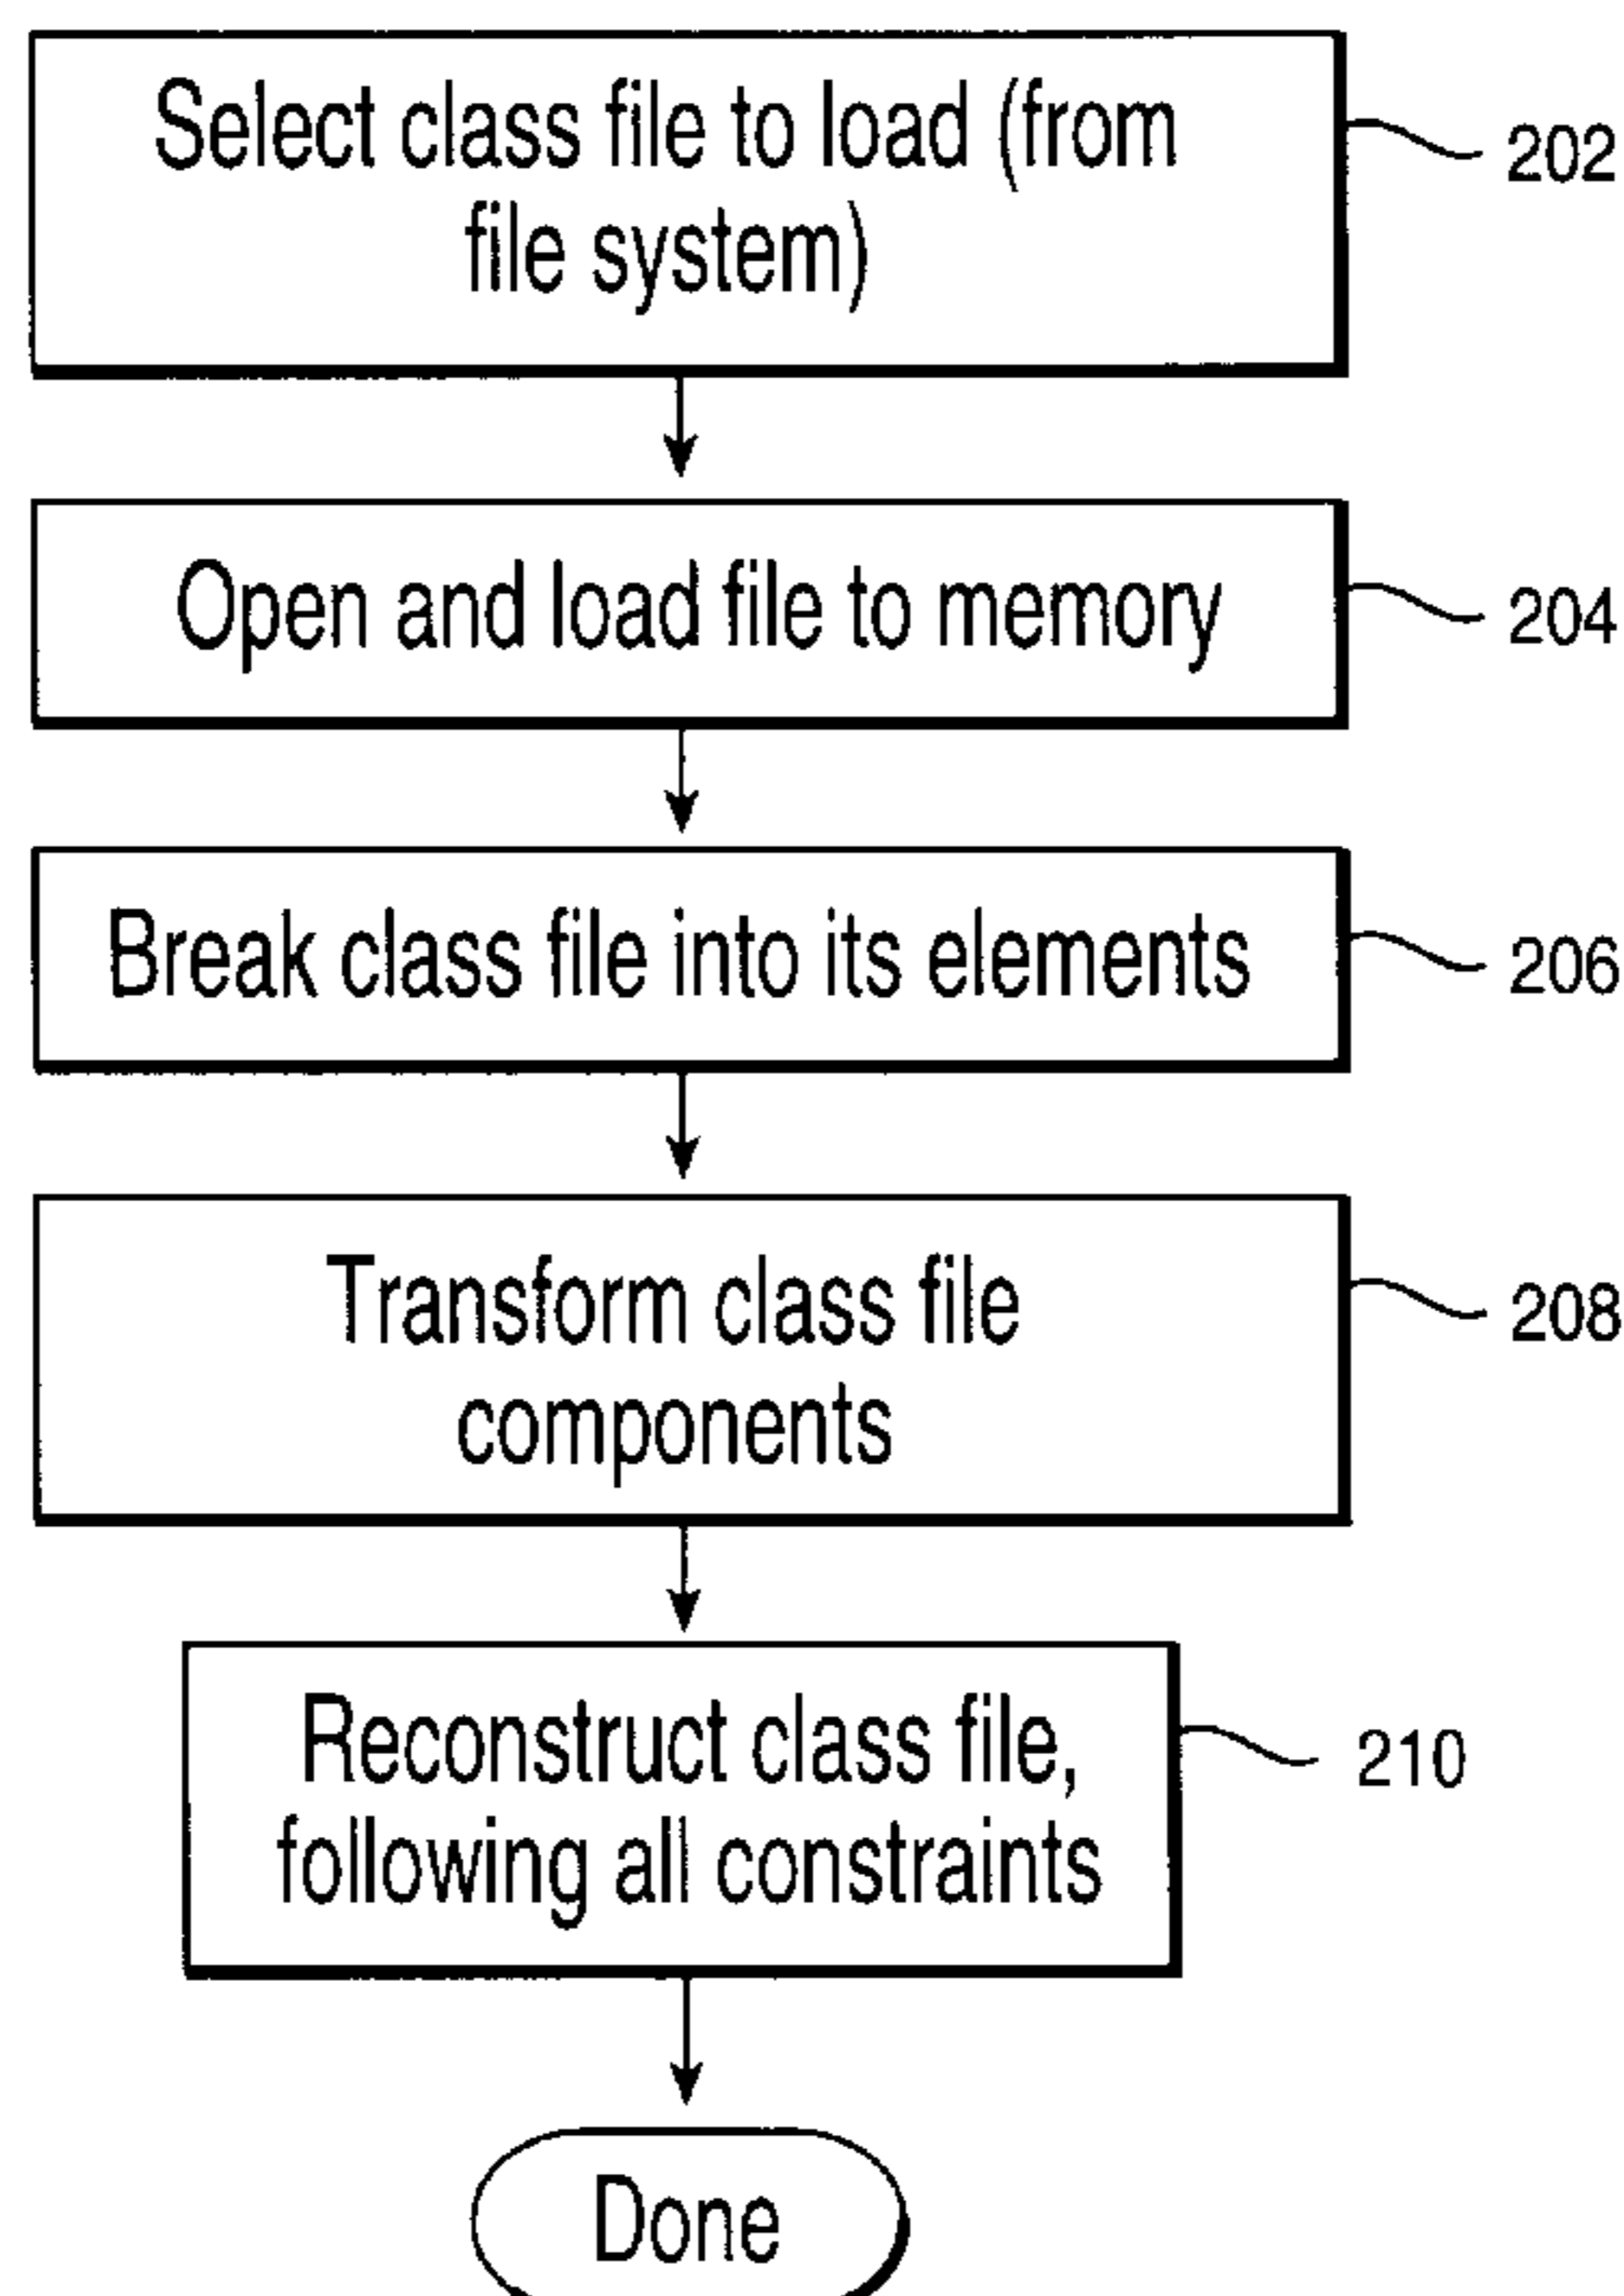 Select class file to load (from
file system)
202
Open and load file to memory
204
Break class file into its elements
206
Transform class file
components
208
Reconstruct class file,
following all constraints
210
Done